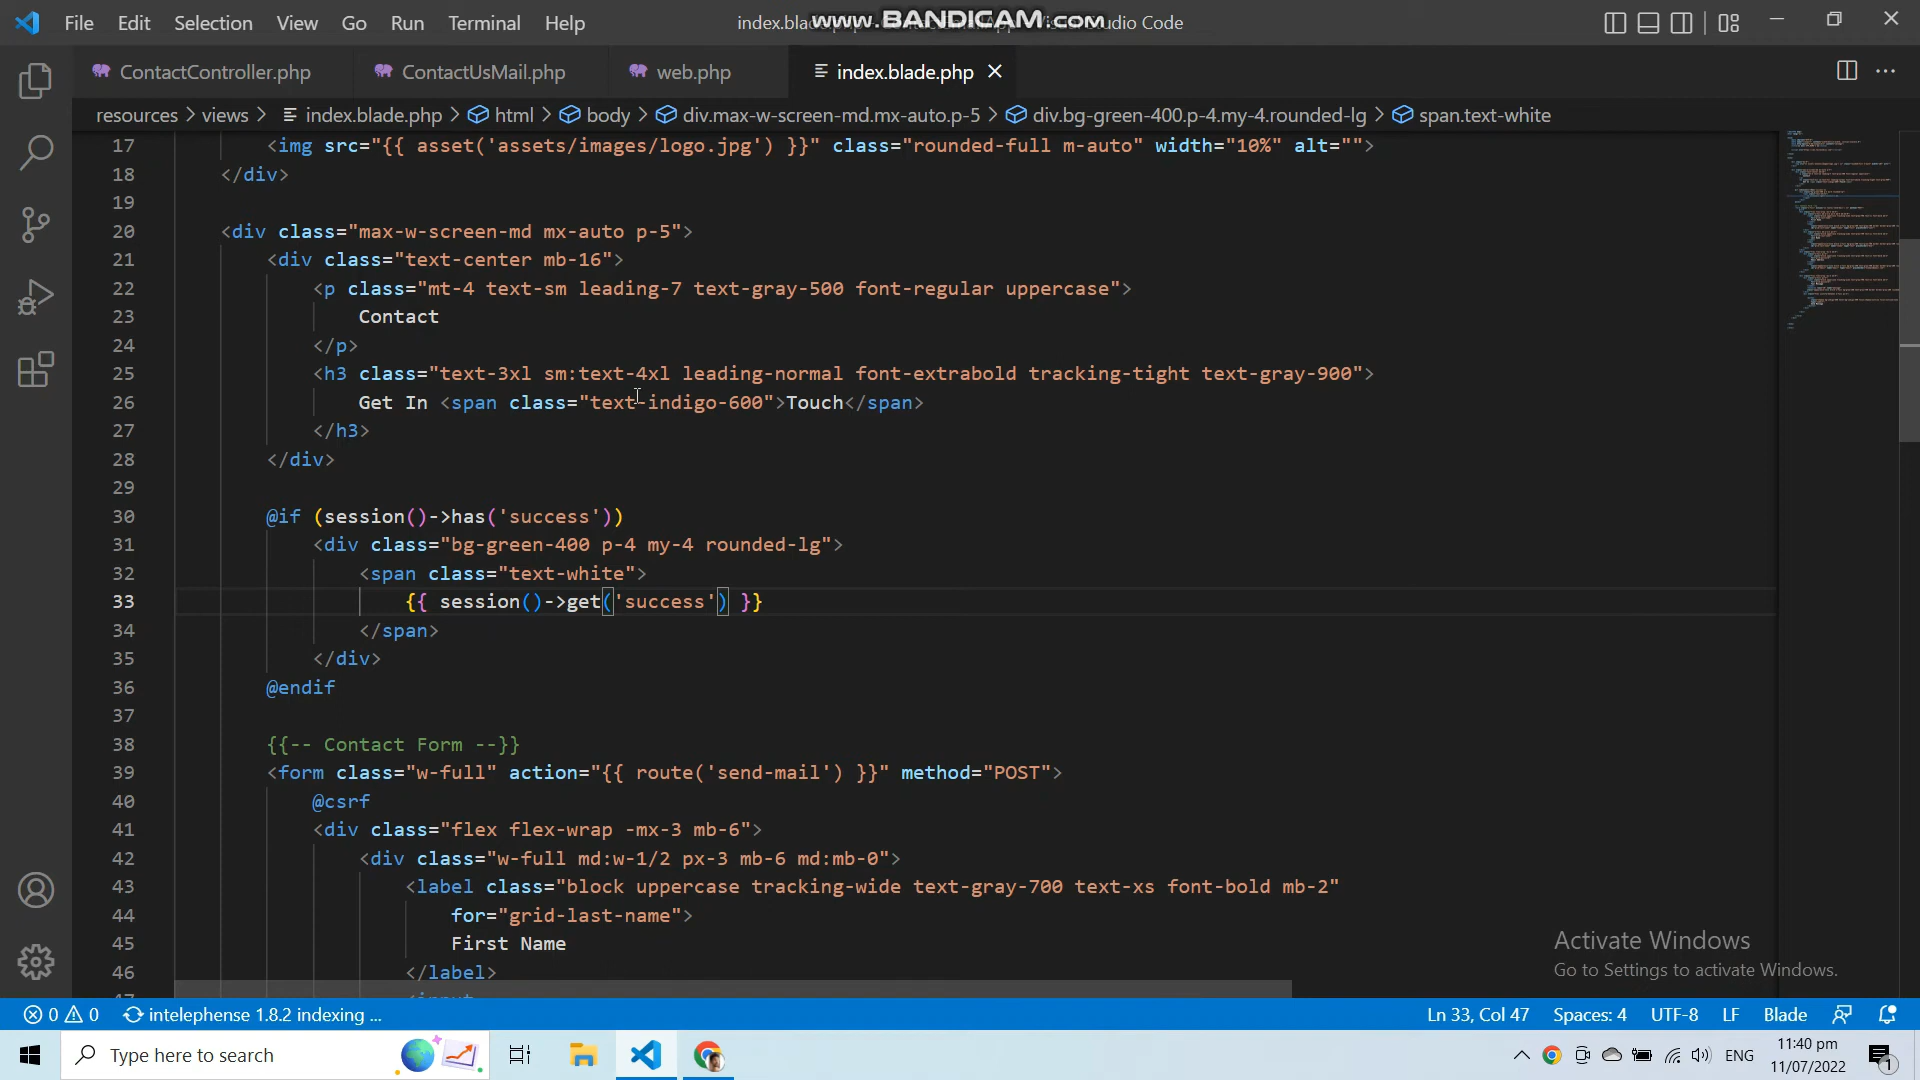 File Edit Selection View Go Run Terminal Help
www.BANDICAM.com
index.bla Studio Code
ContactController.php ContactUsMail.php web.php index.blade.php
resources > views > index.blade.php > html > body > div.max-w-screen-md.mx-auto.p-5 > div.bg-green-400.p-4.my-4.rounded-lg > span.text-white
17 <img src="{{ asset('assets/images/logo.jpg') }}" class="rounded-full m-auto" width="10%" alt="">
18 </div>
19
20 <div class="max-w-screen-md mx-auto p-5">
21 <div class="text-center mb-16">
22 <p class="mt-4 text-sm leading-7 text-gray-500 font-regular uppercase">
23 Contact
24 </p>
25 <h3 class="text-3xl sm:text-4xl leading-normal font-extrabold tracking-tight text-gray-900">
26 Get In <span class="text-indigo-600">Touch</span>
27 </h3>
28 </div>
29
30 @if (session()->has('success'))
31 <div class="bg-green-400 p-4 my-4 rounded-lg">
32 <span class="text-white">
33 {{ session()->get('success') }}
34 </span>
35 </div>
36 @endif
37
38 {{-- Contact Form --}}
39 <form class="w-full" action="{{ route('send-mail') }}" method="POST">
40 @csrf
41 <div class="flex flex-wrap -mx-3 mb-6">
42 <div class="w-full md:w-1/2 px-3 mb-6 md:mb-0">
43 <label class="block uppercase tracking-wide text-gray-700 text-xs font-bold mb-2"
44 for="grid-last-name">
45 First Name
46 </label>
47 <input
Activate Windows
Go to Settings to activate Windows.
0 0 intelephense 1.8.2 indexing ... Ln 33, Col 47 Spaces: 4 UTF-8 LF Blade
Type here to search ENG 11:40 pm
11/07/2022
1